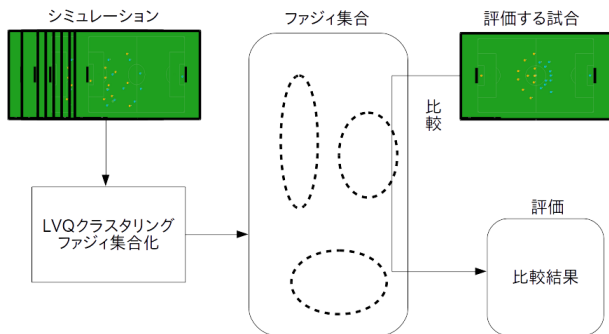 シミュレーション
ファジィ集合
評価する試合
比較
LVQクラスタリング
ファジィ集合化
評価
比較結果